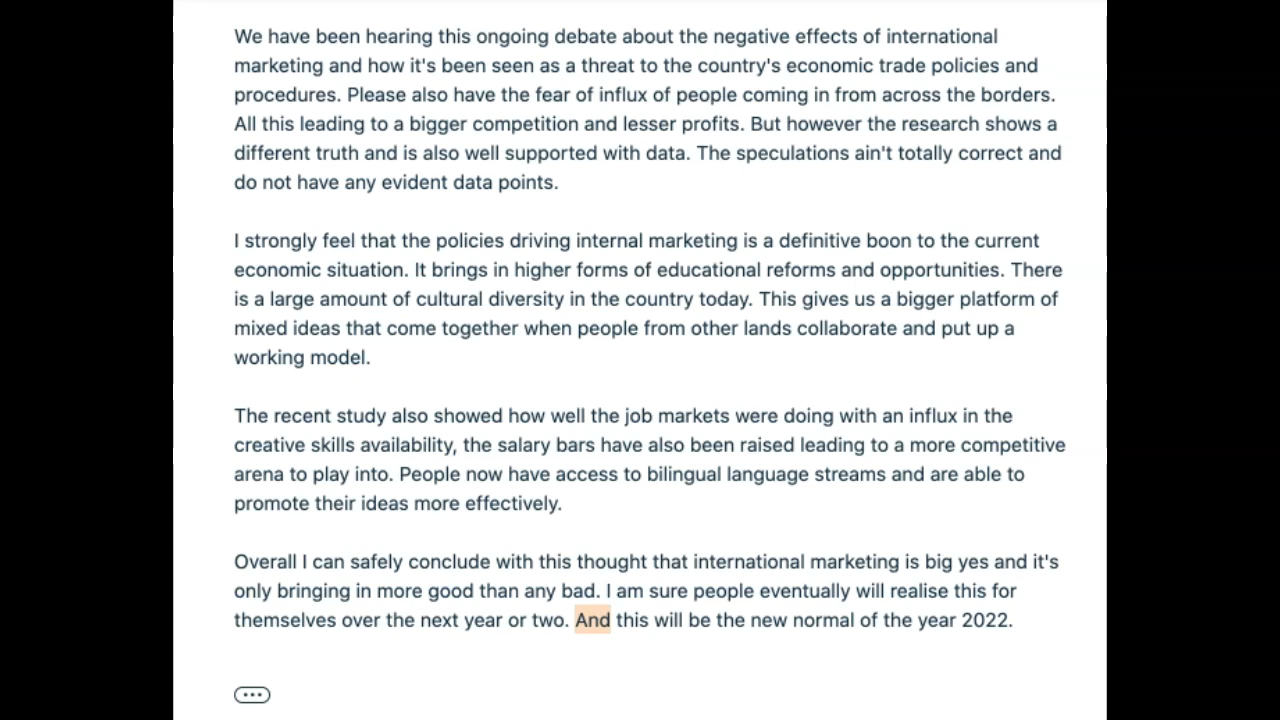 We have been hearing this ongoing debate about the negative effects of international
marketing and how it's been seen as a threat to the country's economic trade policies and
procedures. Please also have the fear of influx of people coming in from across the borders.
All this leading to a bigger competition and lesser profits. But however the research shows a
different truth and is also well supported with data. The speculations ain't totally correct and
do not have any evident data points.
I strongly feel that the policies driving internal marketing is a definitive boon to the current
economic situation. It brings in higher forms of educational reforms and opportunities. There
is a large amount of cultural diversity in the country today. This gives us a bigger platform of
mixed ideas that come together when people from other lands collaborate and put up a
working model.
The recent study also showed how well the job markets were doing with an influx in the
creative skills availability, the salary bars have also been raised leading to a more competitive
arena to play into. People now have access to bilingual language streams and are able to
promote their ideas more effectively.
Overall I can safely conclude with this thought that international marketing is big yes and it's
only bringing in more good than any bad. I am sure people eventually will realise this for
themselves over the next year or two. And this will be the new normal of the year 2022.